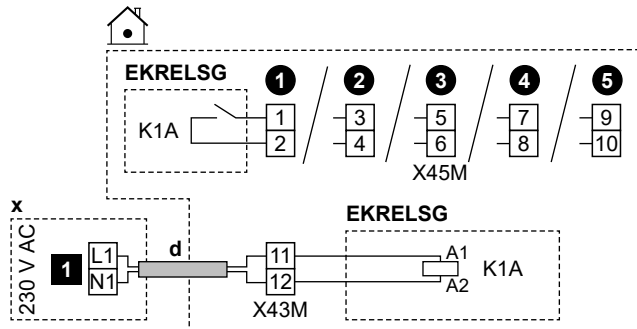 EKRELSG 1 2 3 4 5
K1A 1 3 5 7 9
2 4 6 8 10
X45M
x
230 V AC
1
L1
N1
d
11
12
X43M
EKRELSG
A1
K1A
A2